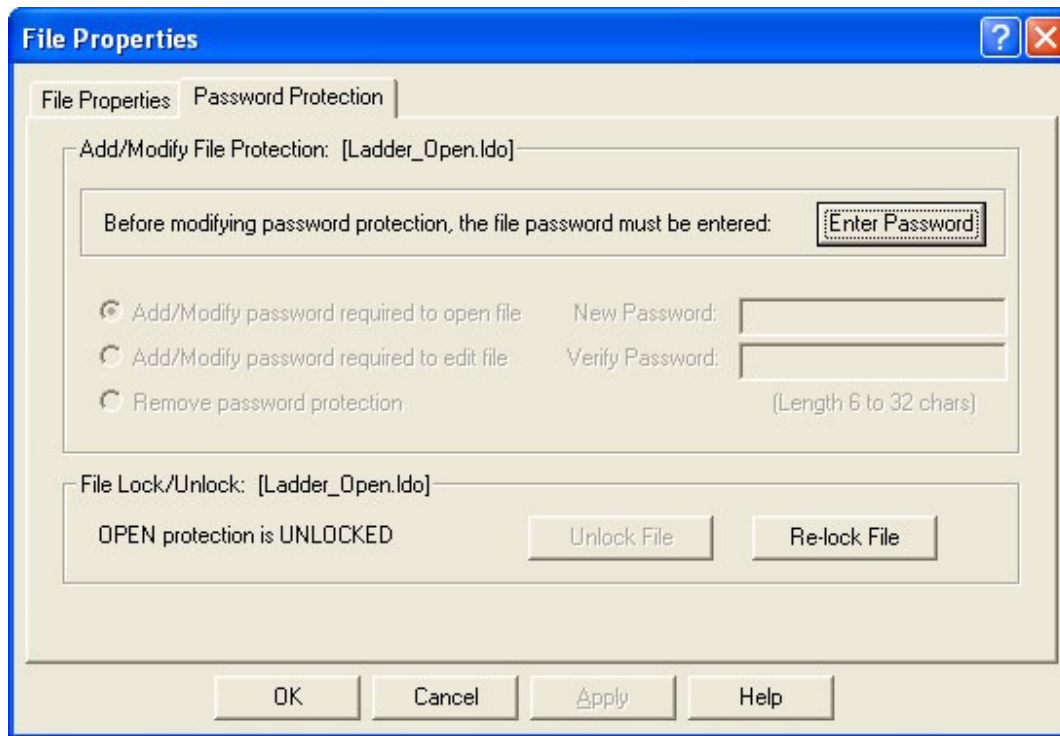 File Properties
File Properties Password Protection
Add/Modify File Protection: [Ladder_Open.ldo]
Before modifying password protection, the file password must be entered: Enter Password
Add/Modify password required to open file New Password:
Add/Modify password required to edit file Verify Password:
Remove password protection (Length 6 to 32 chars)
File Lock/Unlock: [Ladder_Open.ldo]
OPEN protection is UNLOCKED Unlock File Re-lock File
OK Cancel Apply Help